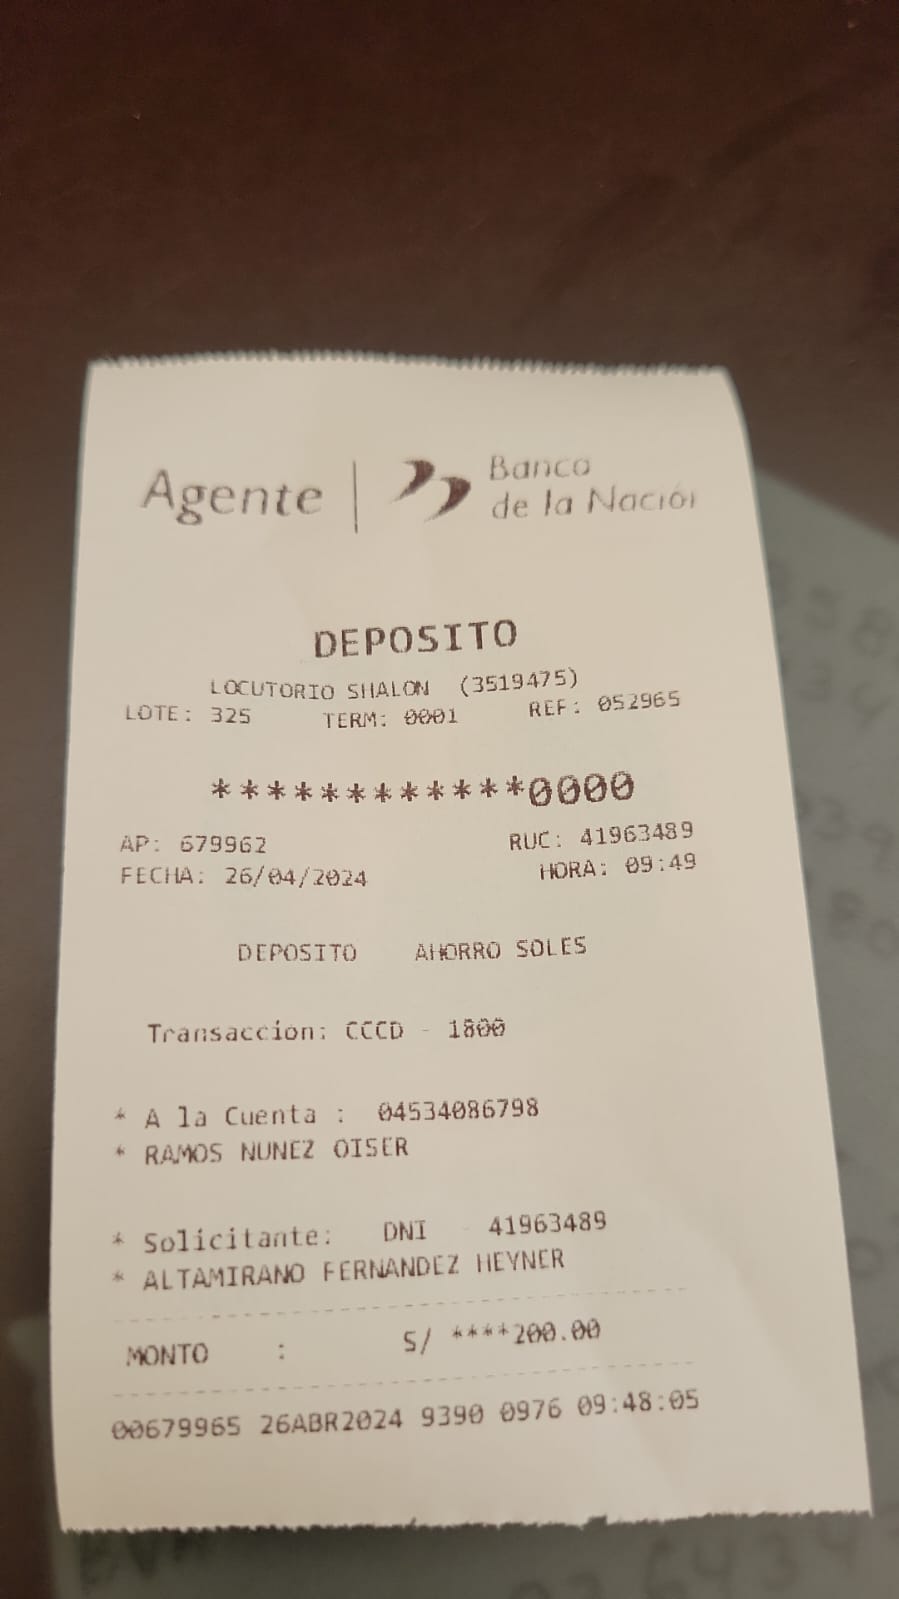 Agente | Banco
de la Nación
DEPOSITO
LOCUTORIO SHALON (3519475)
LOTE: 325 TERM: 0001 REF: 052965
************0000
AP: 679962 RUC: 41963489
FECHA: 26/04/2024 HORA: 09:49
DEPOSITO AHORRO SOLES
Transacción: CCCD - 1800
* A la Cuenta : 04534086798
* RAMOS NUNEZ OISER
* Solicitante: DNI - 41963489
* ALTAMIRANO FERNANDEZ HEYNER
MONTO : S/ ****200.00
00679965 26ABR2024 9390 0976 09:48:05